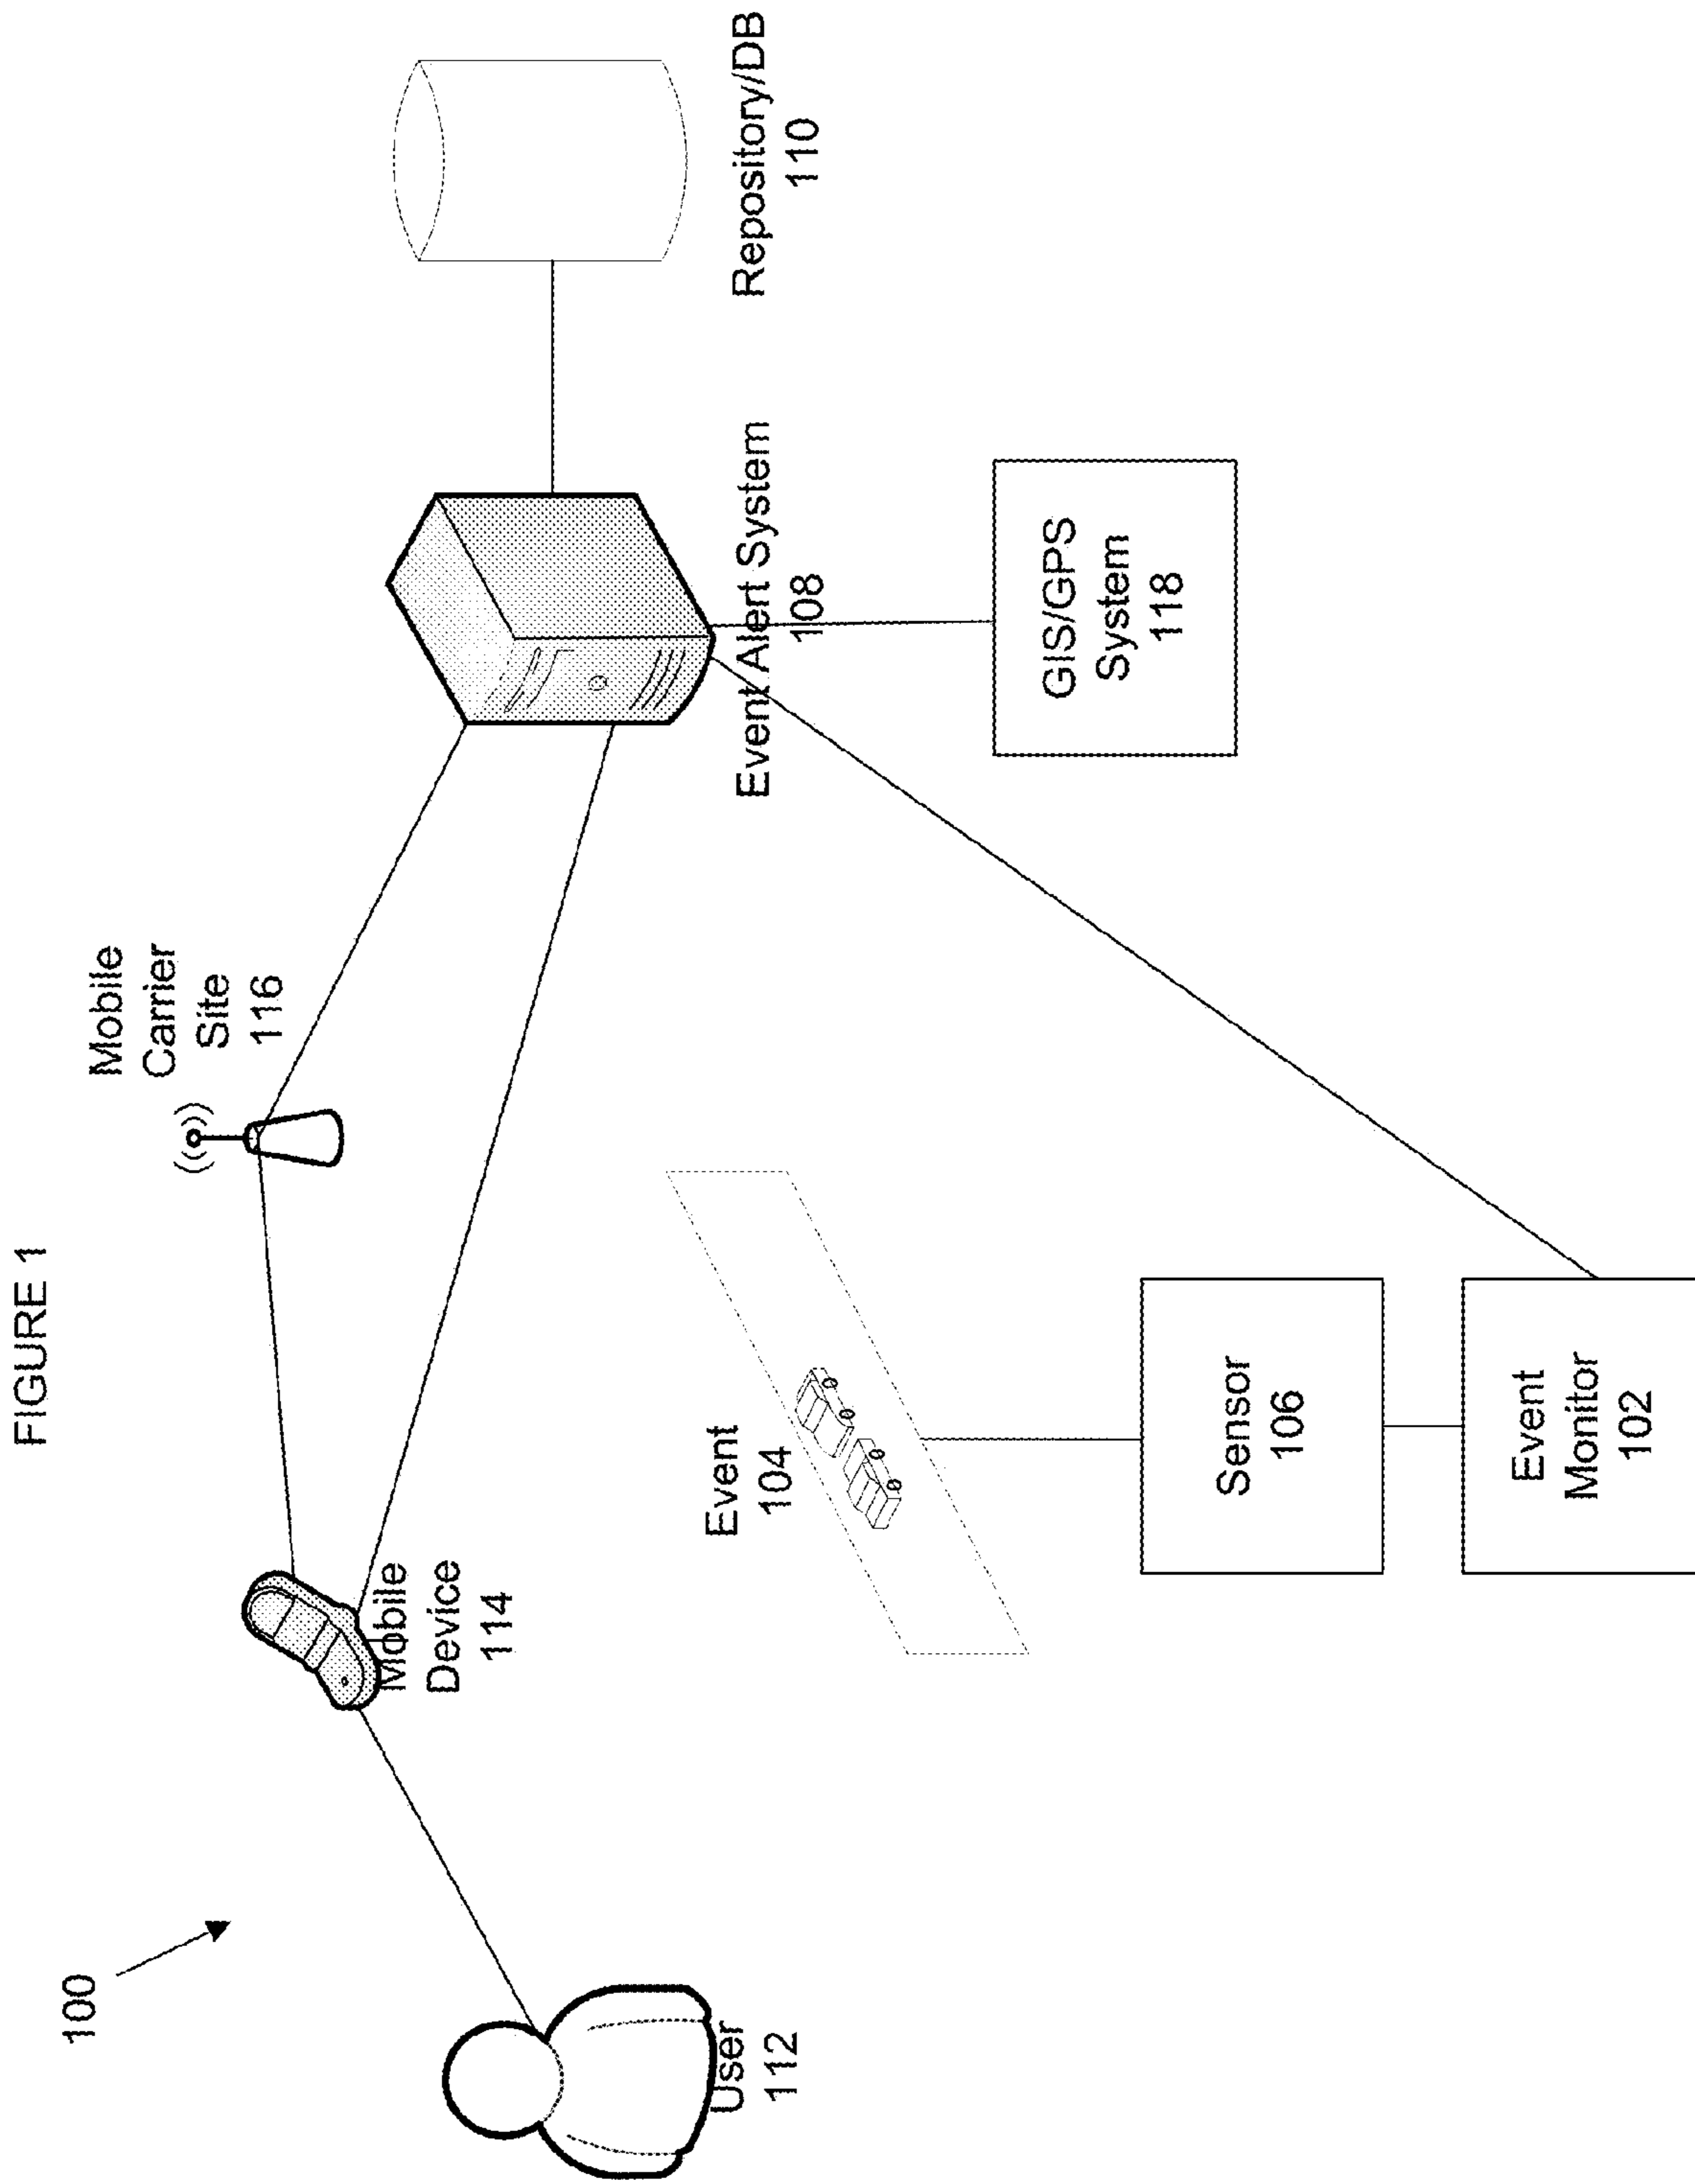 FIGURE 1
100
Mobile
Carrier
Site
116
Mobile
Device
114
User
112
Event
104
Event Alert System
108
Repository/DB
110
GIS/GPS
System
118
Sensor
106
Event
Monitor
102